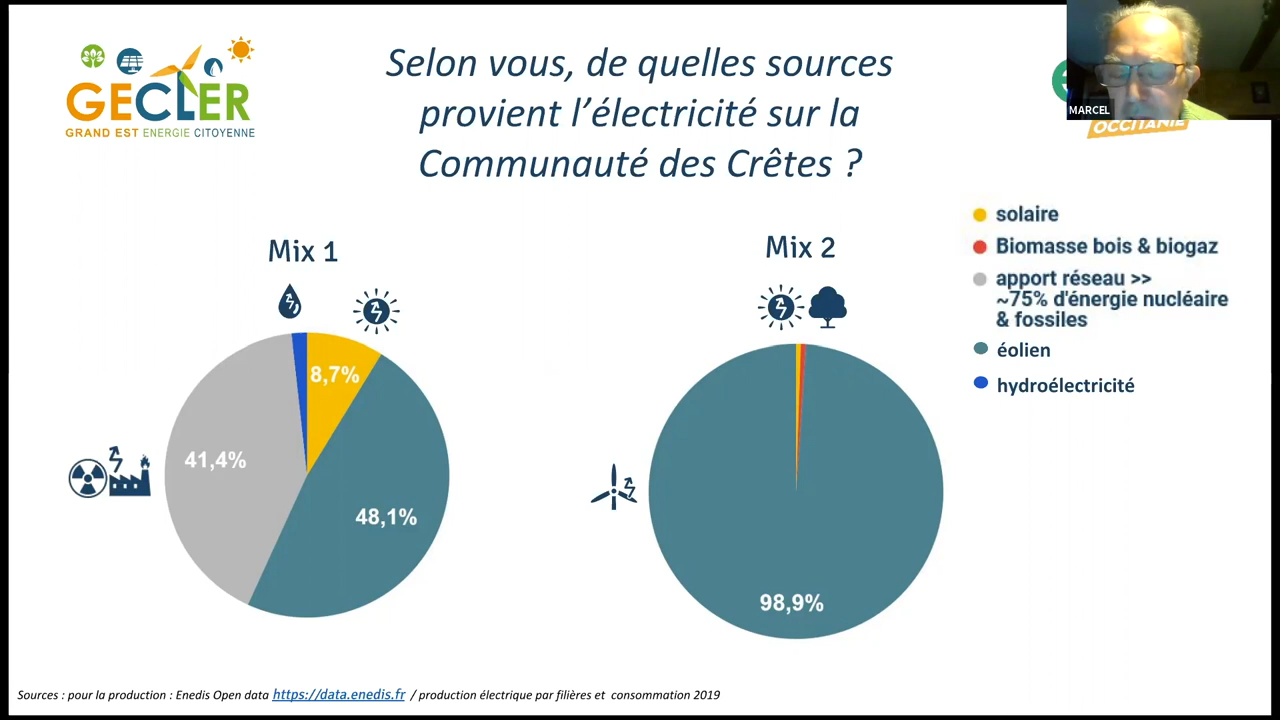 GECLER
GRAND EST ENERGIE CITOYENNE
Selon vous, de quelles sources
provient l’électricité sur la
Communauté des Crêtes ?
MARCEL
OCCITANIE
Mix 1
8,7%
41,4%
48,1%
Mix 2
98,9%
solaire
Biomasse bois & biogaz
apport réseau >>
~75% d'énergie nucléaire
& fossiles
éolien
hydroélectricité
Sources : pour la production : Enedis Open data https://data.enedis.fr / production électrique par filières et consommation 2019